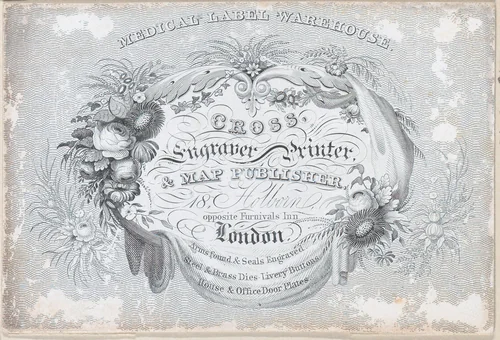 MEDICAL LABEL WAREHOUSE.
CROSS,
Engraver Printer,
& MAP PUBLISHER,
18, Holborn
opposite Furnivals Inn
London.
Arms Found & Seals Engraved
Steel & Brass Dies Livery Buttons
House & Office Door Plates